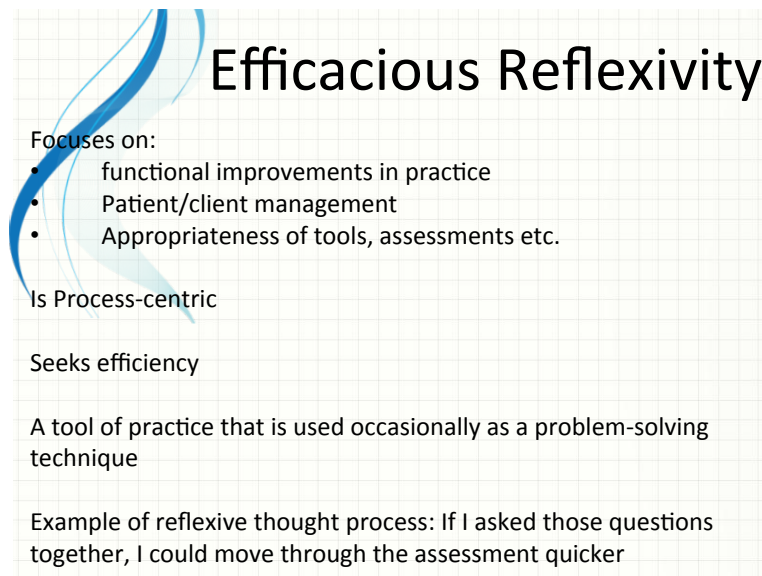 Efficacious Reflexivity
Focuses on:
• functional improvements in practice
• Patient/client management
• Appropriateness of tools, assessments etc.
Is Process-centric
Seeks efficiency
A tool of practice that is used occasionally as a problem-solving
technique
Example of reflexive thought process: If I asked those questions
together, I could move through the assessment quicker